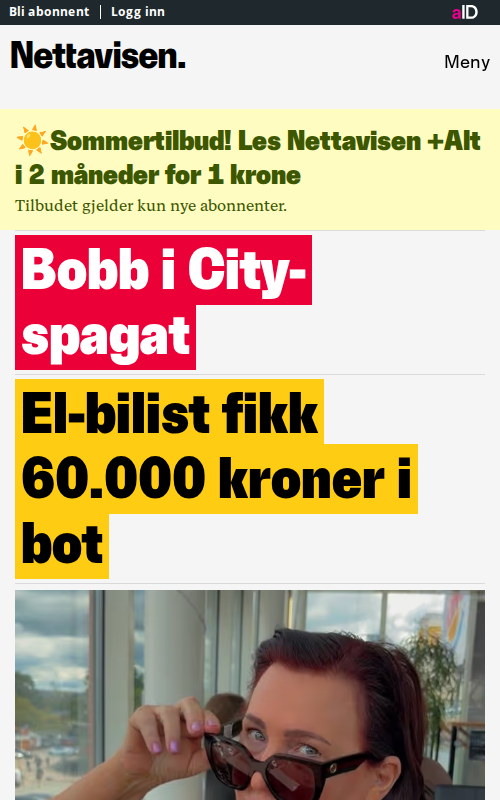 Bli abonnent
Logg inn
aID
Nettavisen.
Meny
☀️Sommertilbud! Les Nettavisen +Alt
i 2 måneder for 1 krone
Tilbudet gjelder kun nye abonnenter.
Bobb i City-
spagat
El-bilist fikk
60.000 kroner i
bot